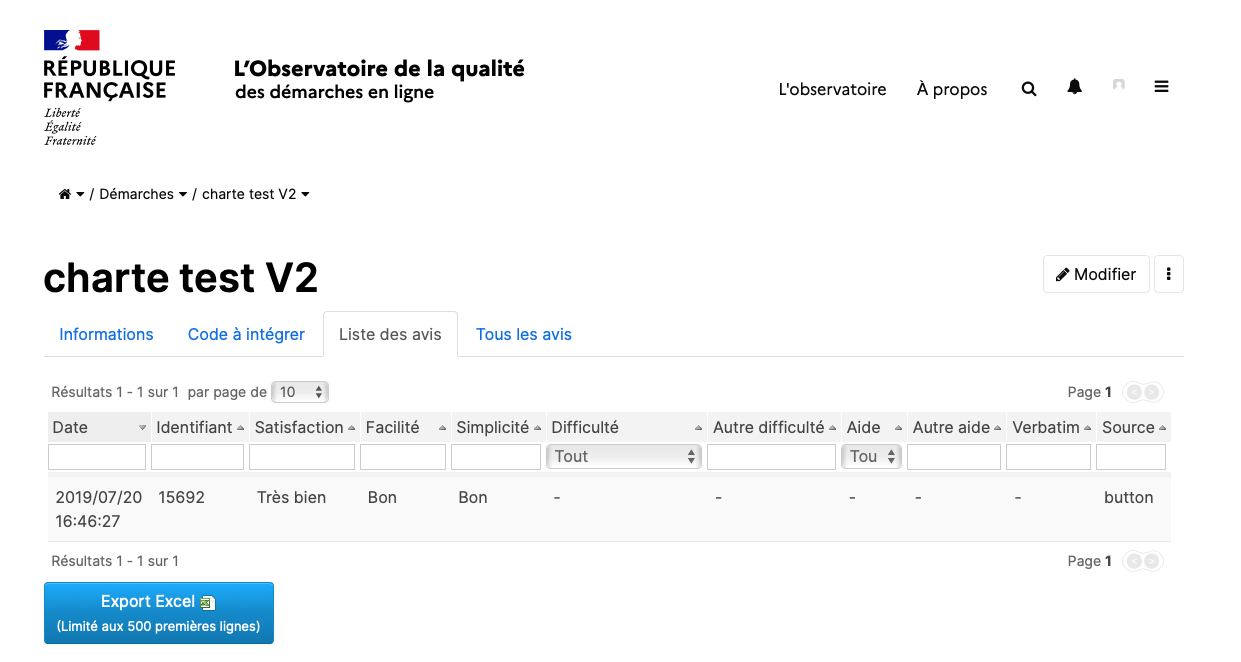 RÉPUBLIQUE
FRANÇAISE
Liberté
Égalité
Fraternité
L'Observatoire de la qualité
des démarches en ligne
L'observatoire À propos
/ Démarches / charte test V2
charte test V2
Modifier
Informations Code à intégrer Liste des avis Tous les avis
Résultats 1 - 1 sur 1 par page de 10 Page 1
Date Identifiant Satisfaction Facilité Simplicité Difficulté Autre difficulté Aide Autre aide Verbatim Source
Tout Tou
2019/07/20 15692 Très bien Bon Bon - - - - - button
16:46:27
Résultats 1 - 1 sur 1 Page 1
Export Excel
(Limité aux 500 premières lignes)